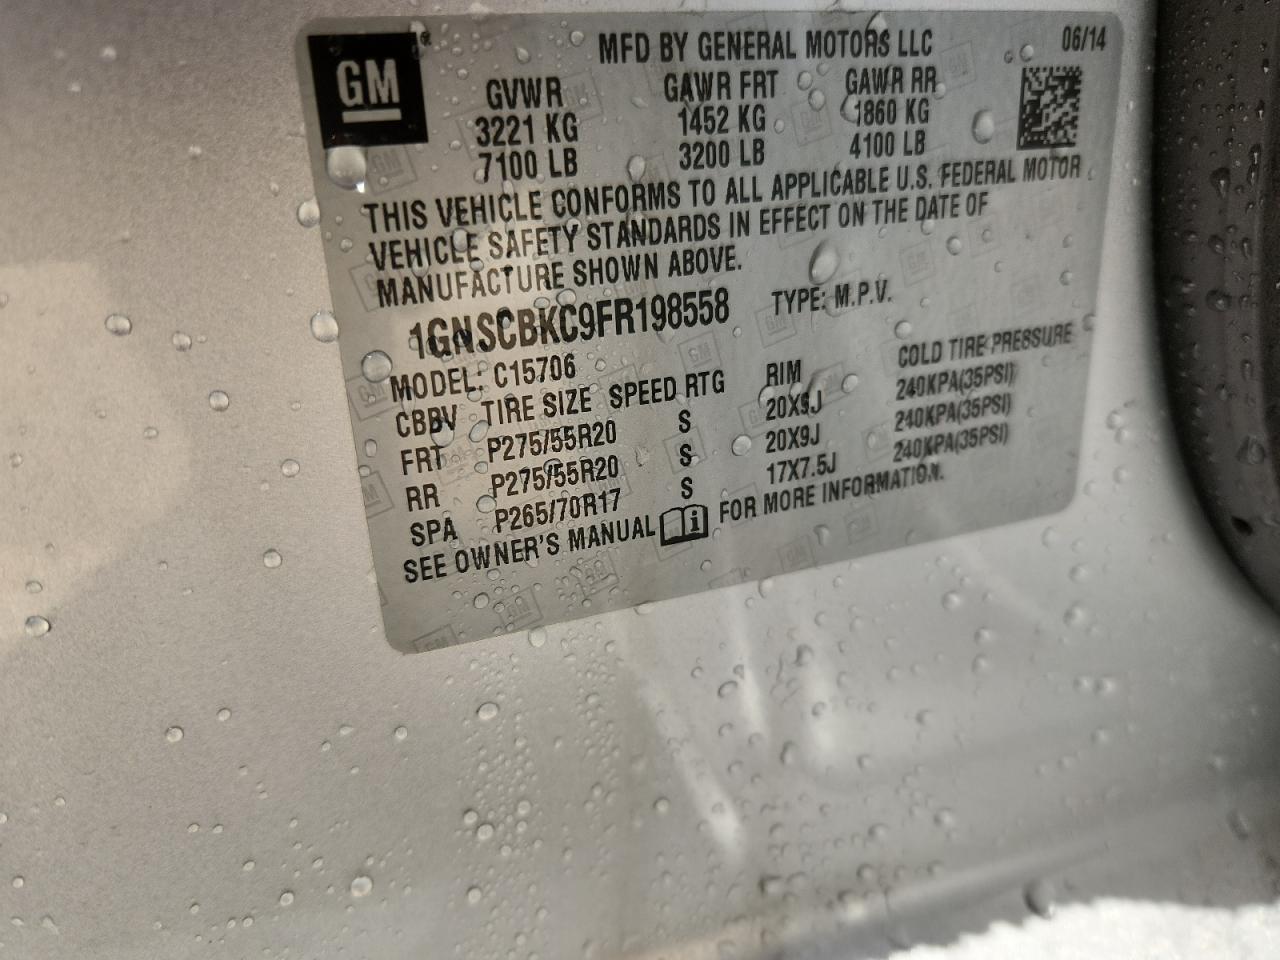 GM
MFD BY GENERAL MOTORS LLC 06/14
GVWR GAWR FRT GAWR RR
3221 KG 1452 KG 1860 KG
7100 LB 3200 LB 4100 LB
THIS VEHICLE CONFORMS TO ALL APPLICABLE U.S. FEDERAL MOTOR
VEHICLE SAFETY STANDARDS IN EFFECT ON THE DATE OF
MANUFACTURE SHOWN ABOVE.
1GNSCBKC9FR198558 TYPE: M.P.V.
MODEL: C15706
CBBV TIRE SIZE SPEED RTG RIM COLD TIRE PRESSURE
FRT P275/55R20 S 20X9J 240KPA(35PSI)
RR P275/55R20 S 20X9J 240KPA(35PSI)
SPA P265/70R17 S 17X7.5J 240KPA(35PSI)
SEE OWNER'S MANUAL i FOR MORE INFORMATION.